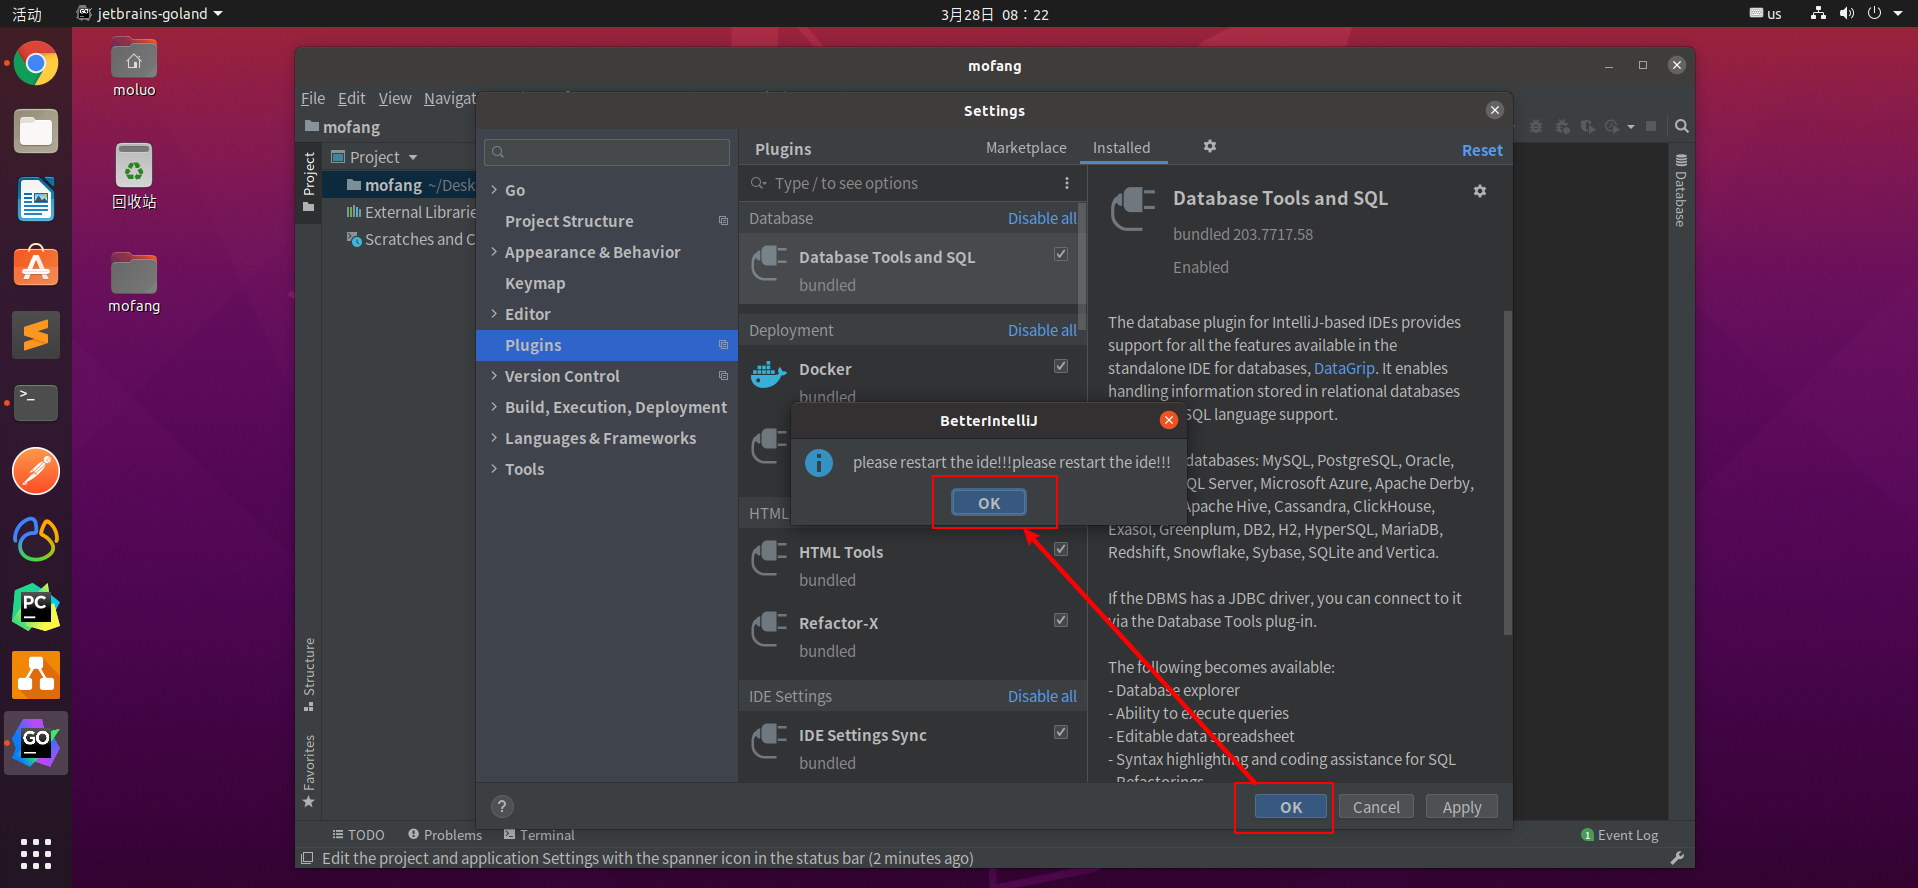 活动
jetbrains-goland
3月28日 08：22
us
moluo
回收站
mofang
mofang
File Edit View Navigat
mofang
Project
mofang ~/Desk
External Librarie
Scratches and C
Project
Structure
Favorites
Database
Settings
Go
Project Structure
Appearance & Behavior
Keymap
Editor
Plugins
Version Control
Build, Execution, Deployment
Languages & Frameworks
Tools
Plugins Marketplace Installed Reset
Type / to see options
Database Disable all
Database Tools and SQL
bundled
Deployment Disable all
Docker
bundled
HTML
HTML Tools
bundled
Refactor-X
bundled
IDE Settings Disable all
IDE Settings Sync
bundled
Database Tools and SQL
bundled 203.7717.58
Enabled
The database plugin for IntelliJ-based IDEs provides
support for all the features available in the
standalone IDE for databases, DataGrip. It enables
handling information stored in relational databases
SQL language support.
databases: MySQL, PostgreSQL, Oracle,
QL Server, Microsoft Azure, Apache Derby,
Apache Hive, Cassandra, ClickHouse,
Exasol, Greenplum, DB2, H2, HyperSQL, MariaDB,
Redshift, Snowflake, Sybase, SQLite and Vertica.
If the DBMS has a JDBC driver, you can connect to it
via the Database Tools plug-in.
The following becomes available:
- Database explorer
- Ability to execute queries
- Editable data spreadsheet
- Syntax highlighting and coding assistance for SQL
- Refactorings
BetterIntelliJ
please restart the ide!!!please restart the ide!!!
OK
? OK Cancel Apply
TODO Problems Terminal
1 Event Log
Edit the project and application Settings with the spanner icon in the status bar (2 minutes ago)
PC
GO